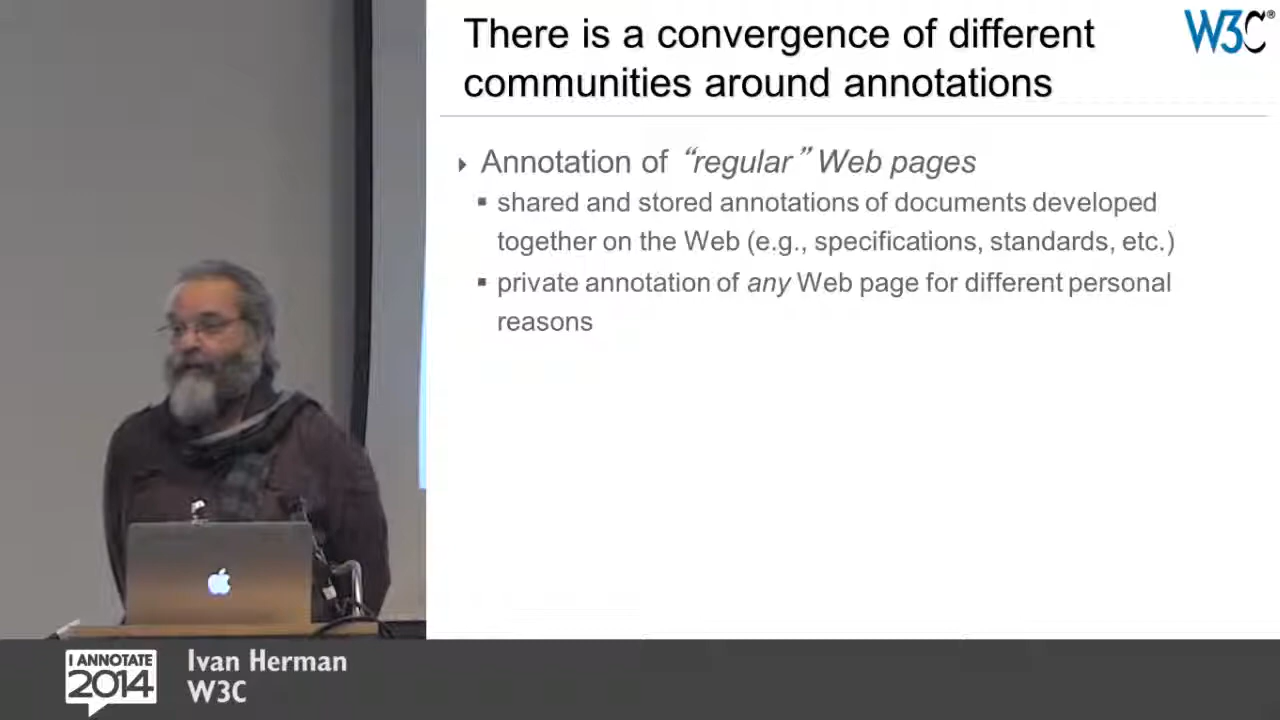 There is a convergence of different
communities around annotations
W3C®
Annotation of “regular” Web pages
shared and stored annotations of documents developed
together on the Web (e.g., specifications, standards, etc.)
private annotation of any Web page for different personal
reasons
I ANNOTATE
2014
Ivan Herman
W3C